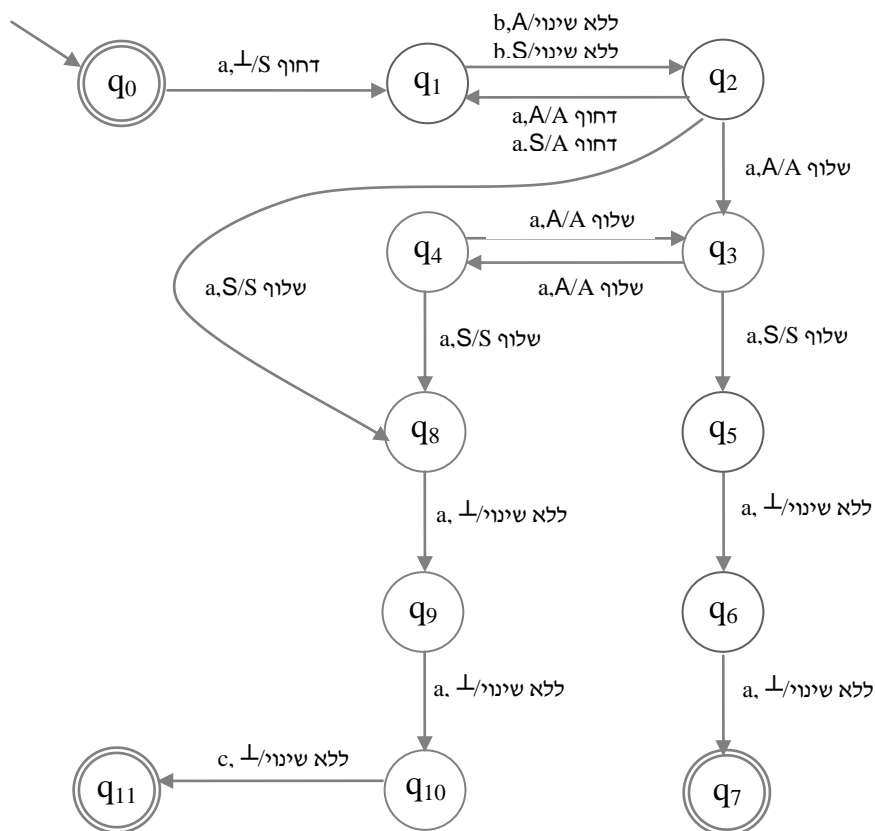 b,A/ללא שינוי
b,S/ללא שינוי
a,⊥/S דחוף
q0
q1
q2
a,A/A דחוף
a,S/A דחוף
a,A/A שלוף
a,A/A שלוף
q4
q3
a,A/A שלוף
a,S/S שלוף
a,S/S שלוף
a,S/S שלוף
q8
q5
a, ⊥/ללא שינוי
a, ⊥/ללא שינוי
q9
q6
a, ⊥/ללא שינוי
a, ⊥/ללא שינוי
c, ⊥/ללא שינוי
q11
q10
q7